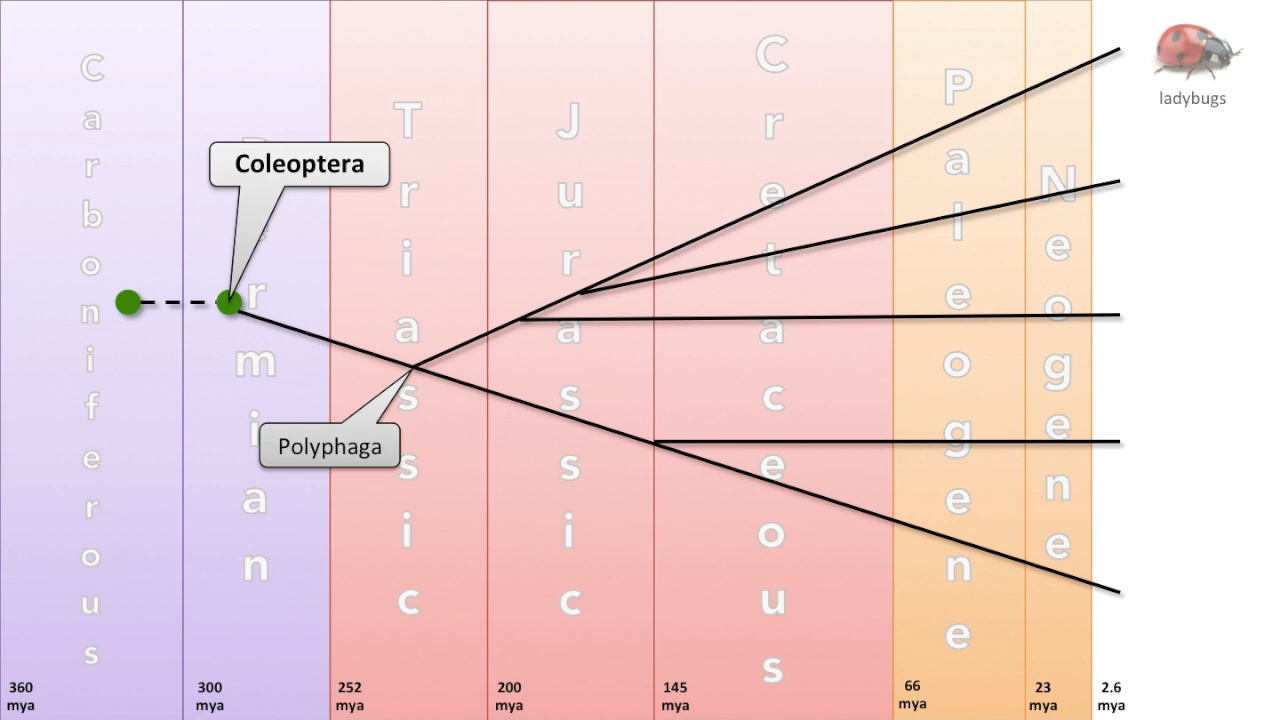 Carboniferous
Permian
Triassic
Jurassic
Cretaceous
Paleogene
Neogene
ladybugs
Coleoptera
Polyphaga
360
mya
300
mya
252
mya
200
mya
145
mya
66
mya
23
mya
2.6
mya